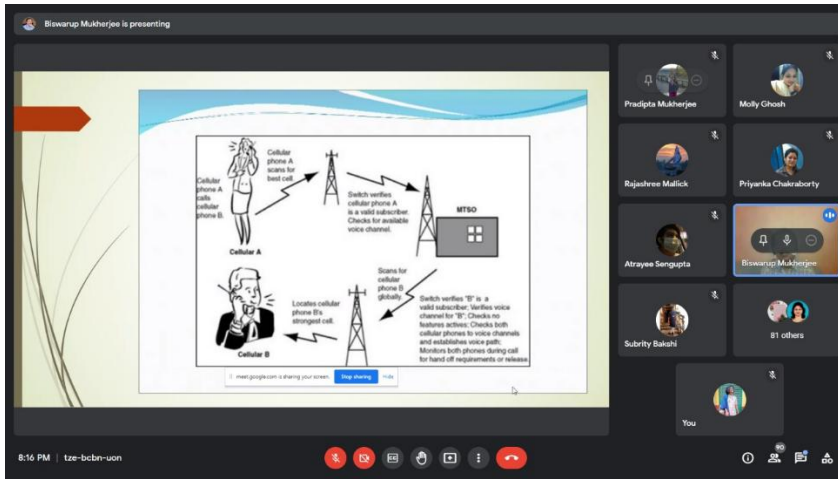 Biswarup Mukherjee is presenting
Cellular
phone A
scans for
best cell.
Cellular
phone A
calls
cellular
phone B.
Switch verifies
cellular phone A
is a valid subscriber.
Checks for available
voice channel.
MTSO
Cellular A
Scans for
cellular
phone B
globally.
Locates cellular
phone B's
strongest cell.
Switch verifies "B" is a
valid subscriber; Verifies voice
channel for "B"; Checks no
features actives; Checks both
cellular phones to voice channels
and establishes voice path;
Monitors both phones during call
for hand off requirements or release.
Cellular B
meet.google.com is sharing your screen.
Stop sharing
Hide
Pradipta Mukherjee
Molly Ghosh
Rajashree Mallick
Priyanka Chakraborty
Atrayee Sengupta
Biswarup Mukherjee
Subrity Bakshi
81 others
You
8:16 PM | tze-bcbn-uon
90